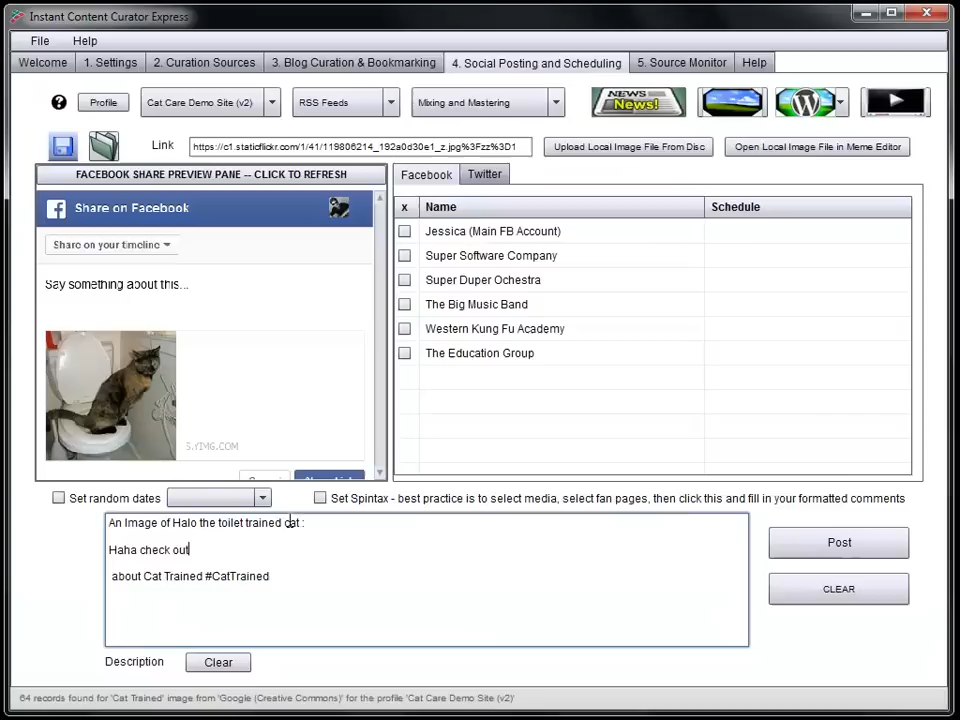 Instant Content Curator Express
File Help
Welcome 1. Settings 2. Curation Sources 3. Blog Curation & Bookmarking 4. Social Posting and Scheduling 5. Source Monitor Help
? Profile Cat Care Demo Site (v2) RSS Feeds Mixing and Mastering NEWS News!
Link https://c1.staticflickr.com/1/41/119806214_192a0d30e1_z.jpg%3Fzz%3D1 Upload Local Image File From Disc Open Local Image File in Meme Editor
FACEBOOK SHARE PREVIEW PANE -- CLICK TO REFRESH
Facebook Twitter
Share on Facebook
x Name Schedule
Share on your timeline
Jessica (Main FB Account)
Super Software Company
Say something about this...
Super Duper Ochestra
The Big Music Band
Western Kung Fu Academy
The Education Group
S.YIMG.COM
Set random dates
Set Spintax - best practice is to select media, select fan pages, then click this and fill in your formatted comments
An Image of Halo the toilet trained cat :
Haha check out
about Cat Trained #CatTrained
Post
CLEAR
Description Clear
64 records found for 'Cat Trained' image from 'Google (Creative Commons)' for the profile 'Cat Care Demo Site (v2)'